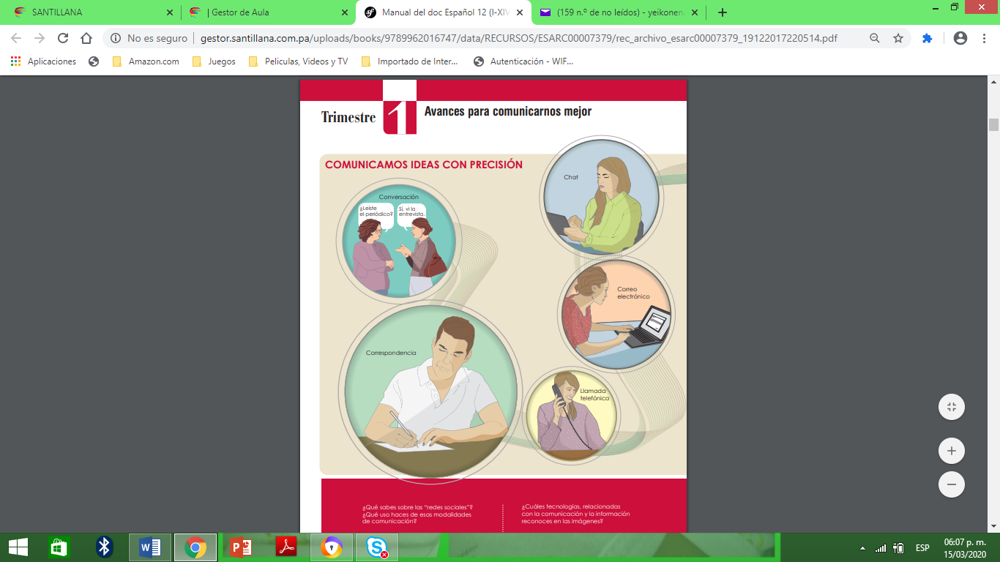 SANTILLANA
| Gestor de Aula
Manual del doc Español 12 (I-XIV
(159 n.º de no leídos) - yeikonen
No es seguro | gestor.santillana.com.pa/uploads/books/9789962016747/data/RECURSOS/ESARC00007379/rec_archivo_esarc00007379_19122017220514.pdf
Aplicaciones
Amazon.com
Juegos
Peliculas, Videos y TV
Importado de Inter...
Autenticación - WIF...
Trimestre 1
Avances para comunicarnos mejor
COMUNICAMOS IDEAS CON PRECISIÓN
Chat
Conversación
¿Leíste
el periódico?
Sí, vi la
entrevista.
Correo
electrónico
Correspondencia
Llamada
telefónica
¿Qué sabes sobre las “redes sociales”?
¿Qué uso haces de esas modalidades
de comunicación?
¿Cuáles tecnologías, relacionadas
con la comunicación y la información
reconoces en las imágenes?
ESP
06:07 p. m.
15/03/2020